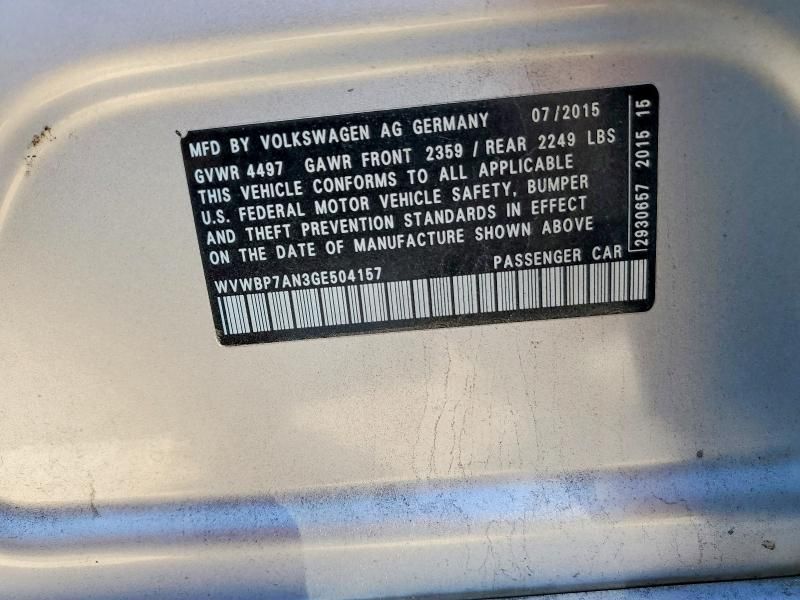 MFD BY VOLKSWAGEN AG GERMANY 07/2015
GVWR 4497 GAWR FRONT 2359 / REAR 2249 LBS
THIS VEHICLE CONFORMS TO ALL APPLICABLE
U.S. FEDERAL MOTOR VEHICLE SAFETY, BUMPER
AND THEFT PREVENTION STANDARDS IN EFFECT
ON THE DATE OF MANUFACTURE SHOWN ABOVE
WVWBP7AN3GE504157 PASSENGER CAR
2930657 2015 15